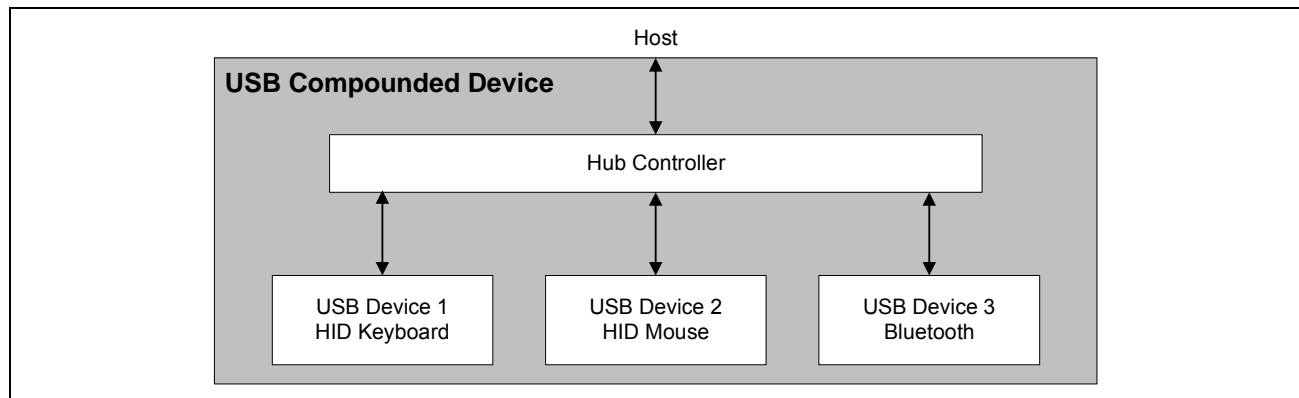 Host
USB Compounded Device
Hub Controller
USB Device 1
HID Keyboard
USB Device 2
HID Mouse
USB Device 3
Bluetooth